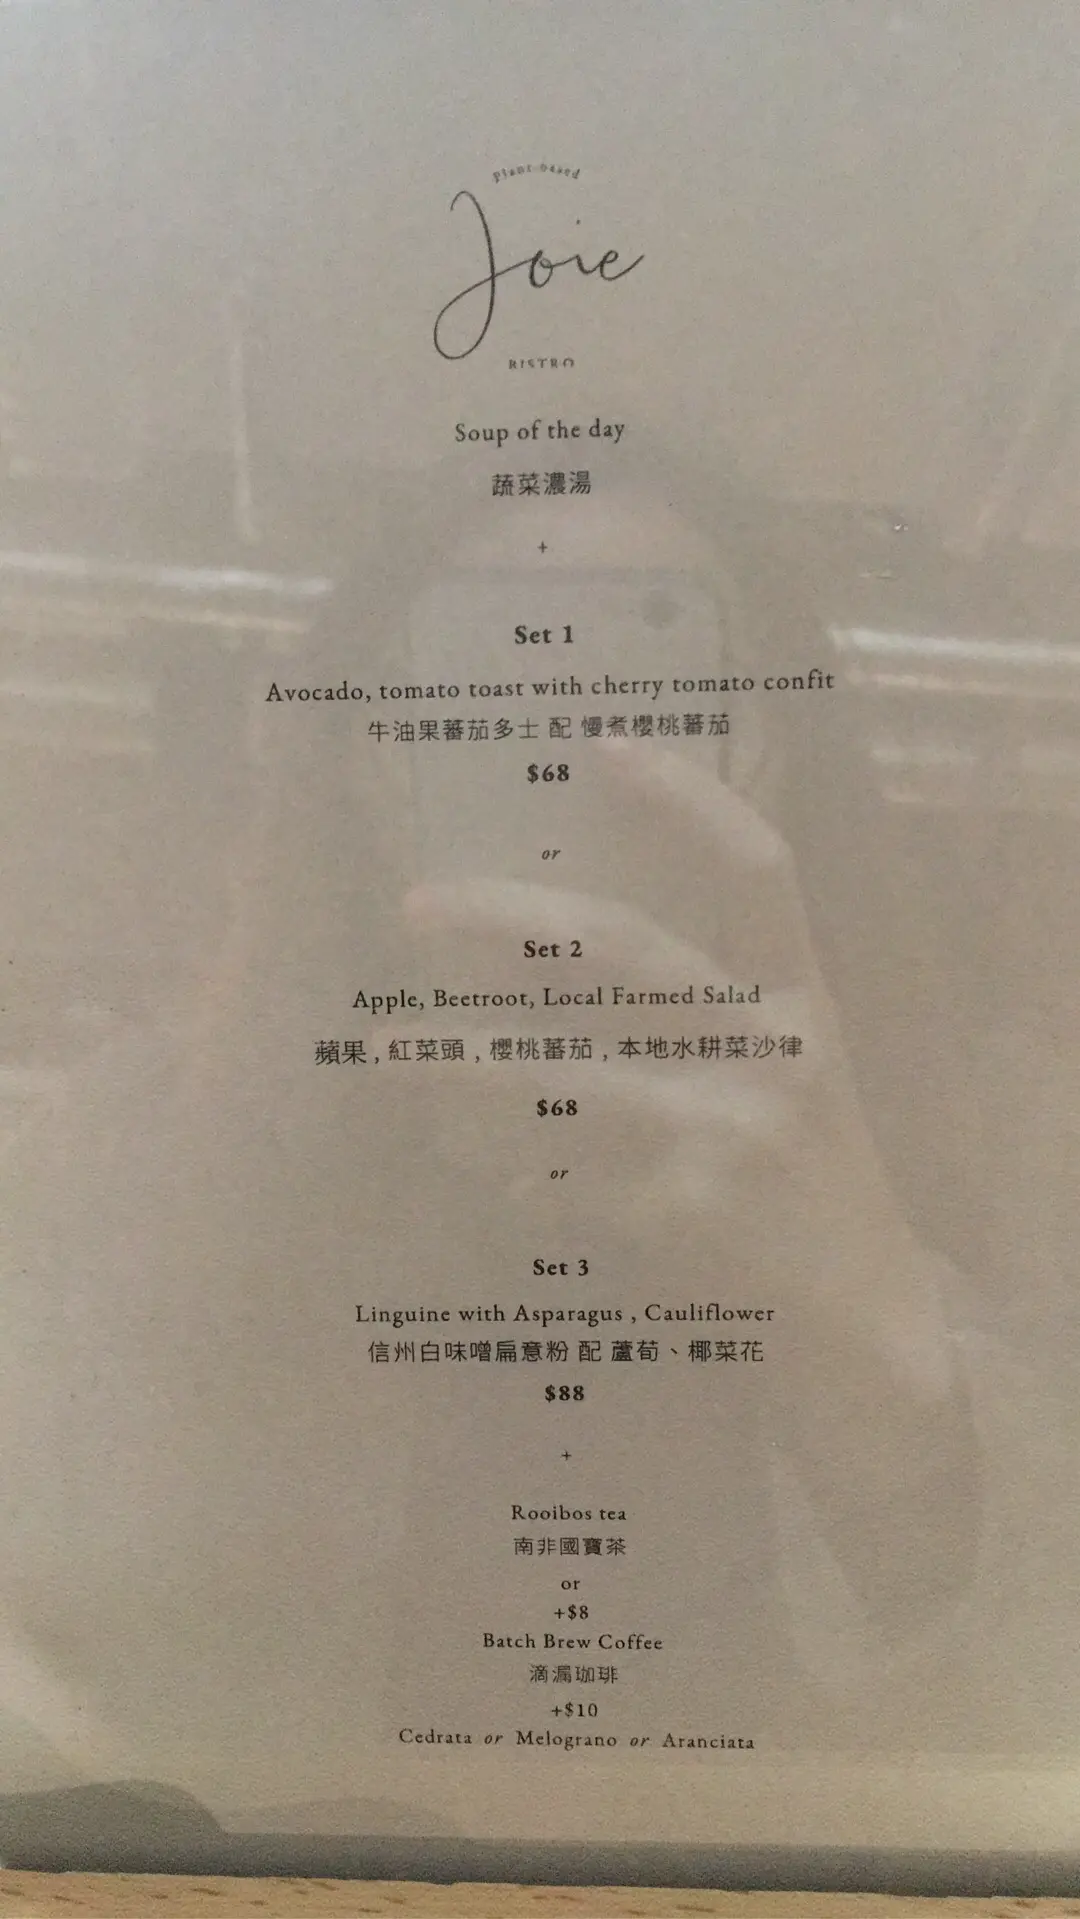 Plant-based
Joie
BISTRO
Soup of the day
蔬菜濃湯
+
Set 1
Avocado, tomato toast with cherry tomato confit
牛油果蕃茄多士 配 慢煮櫻桃蕃茄
$68
or
Set 2
Apple, Beetroot, Local Farmed Salad
蘋果 , 紅菜頭 , 櫻桃蕃茄 , 本地水耕菜沙律
$68
or
Set 3
Linguine with Asparagus , Cauliflower
信州白味噌扁意粉 配 蘆荀、椰菜花
$88
+
Rooibos tea
南非國寶茶
or
+$8
Batch Brew Coffee
滴漏珈琲
+$10
Cedrata or Melograno or Aranciata